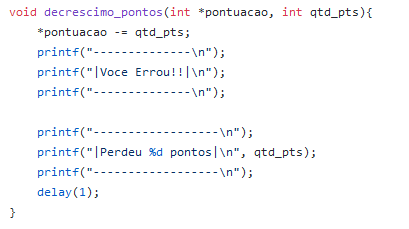 void decrescimo_pontos(int *pontuacao, int qtd_pts){
    *pontuacao -= qtd_pts;
    printf("--------------\n");
    printf("|Voce Errou!!|\n");
    printf("--------------\n");

    printf("------------------\n");
    printf("|Perdeu %d pontos|\n", qtd_pts);
    printf("------------------\n");
    delay(1);
}